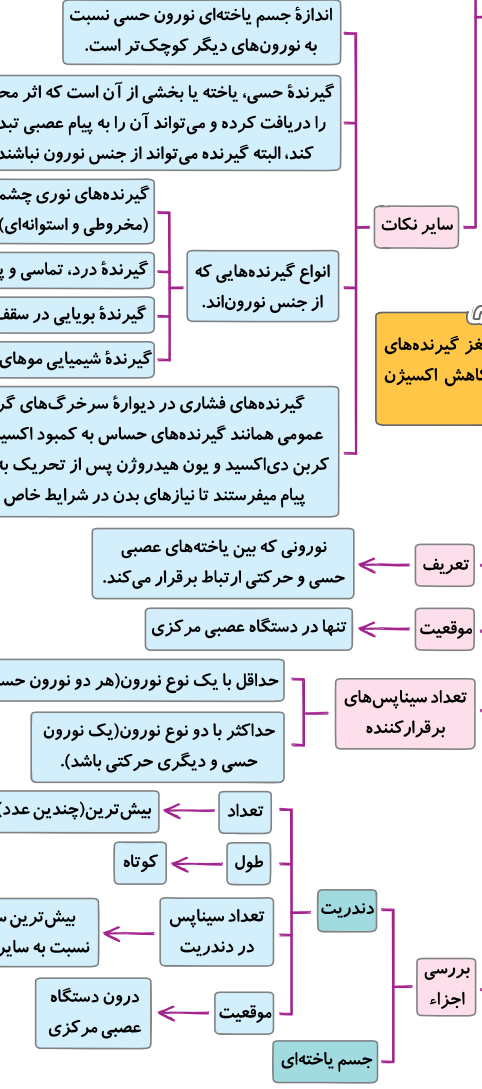 اندازهٔ جسم یاخته‌ای نورون حسی نسبت
به نورون‌های دیگر کوچک‌تر است.
گیرندهٔ حسی، یاخته یا بخشی از آن است که اثر
را دریافت کرده و می‌تواند آن را به پیام عصبی
کند، البته گیرنده می‌تواند از جنس نورون نباشند
سایر نکات
انواع گیرنده‌هایی که
از جنس نورون‌اند.
گیرنده‌های نوری
(مخروطی و استوانه‌ای)
گیرندهٔ درد، تماسی و
گیرندهٔ بویایی در سقف
گیرندهٔ شیمیایی موهای
گیرنده‌های فشاری در دیوارهٔ سرخرگ‌های
عمومی همانند گیرنده‌های حساس به کمبود
کربن دی‌اکسید و یون هیدروژن پس از تحریک
پیام میفرستند تا نیازهای بدن در شرایط خاص
گیرنده‌های
اکسیژن
تعریف
نورونی که بین یاخته‌های عصبی
حسی و حرکتی ارتباط برقرار می‌کند.
موقعیت
تنها در دستگاه عصبی مرکزی
تعداد سیناپس‌های
برقرارکننده
حداقل با یک نوع نورون(هر دو نورون
حداکثر با دو نوع نورون(یک نورون
حسی و دیگری حرکتی باشد).
بررسی
اجزاء
دندریت
تعداد
بیش‌ترین(چندین عدد)
طول
کوتاه
تعداد سیناپس
در دندریت
بیش‌ترین
نسبت به
موقعیت
درون دستگاه
عصبی مرکزی
جسم یاخته‌ای